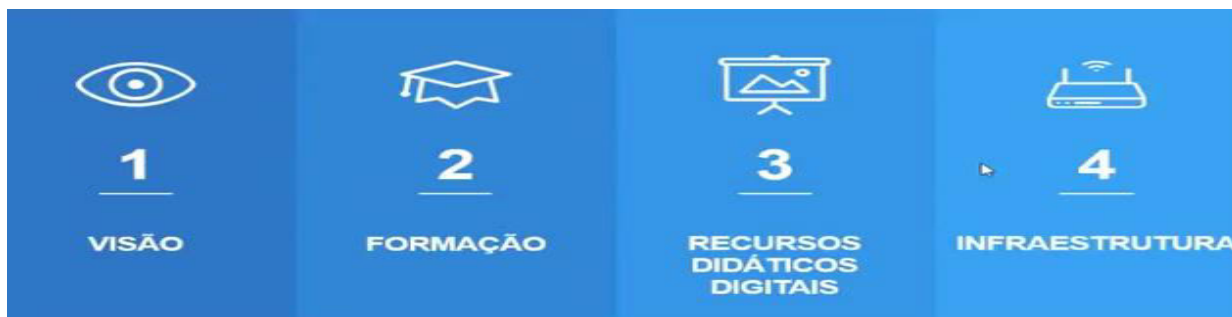 1
VISÃO
2
FORMAÇÃO
3
RECURSOS
DIDÁTICOS
DIGITAIS
4
INFRAESTRUTURA